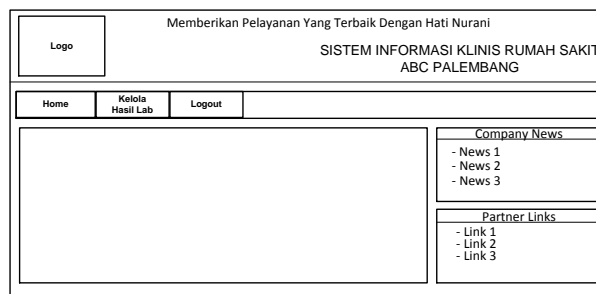 Memberikan Pelayanan Yang Terbaik Dengan Hati Nurani
Logo
SISTEM INFORMASI KLINIS RUMAH SAKIT
ABC PALEMBANG
Home
Kelola
Hasil Lab
Logout
Company News
- News 1
- News 2
- News 3
Partner Links
- Link 1
- Link 2
- Link 3